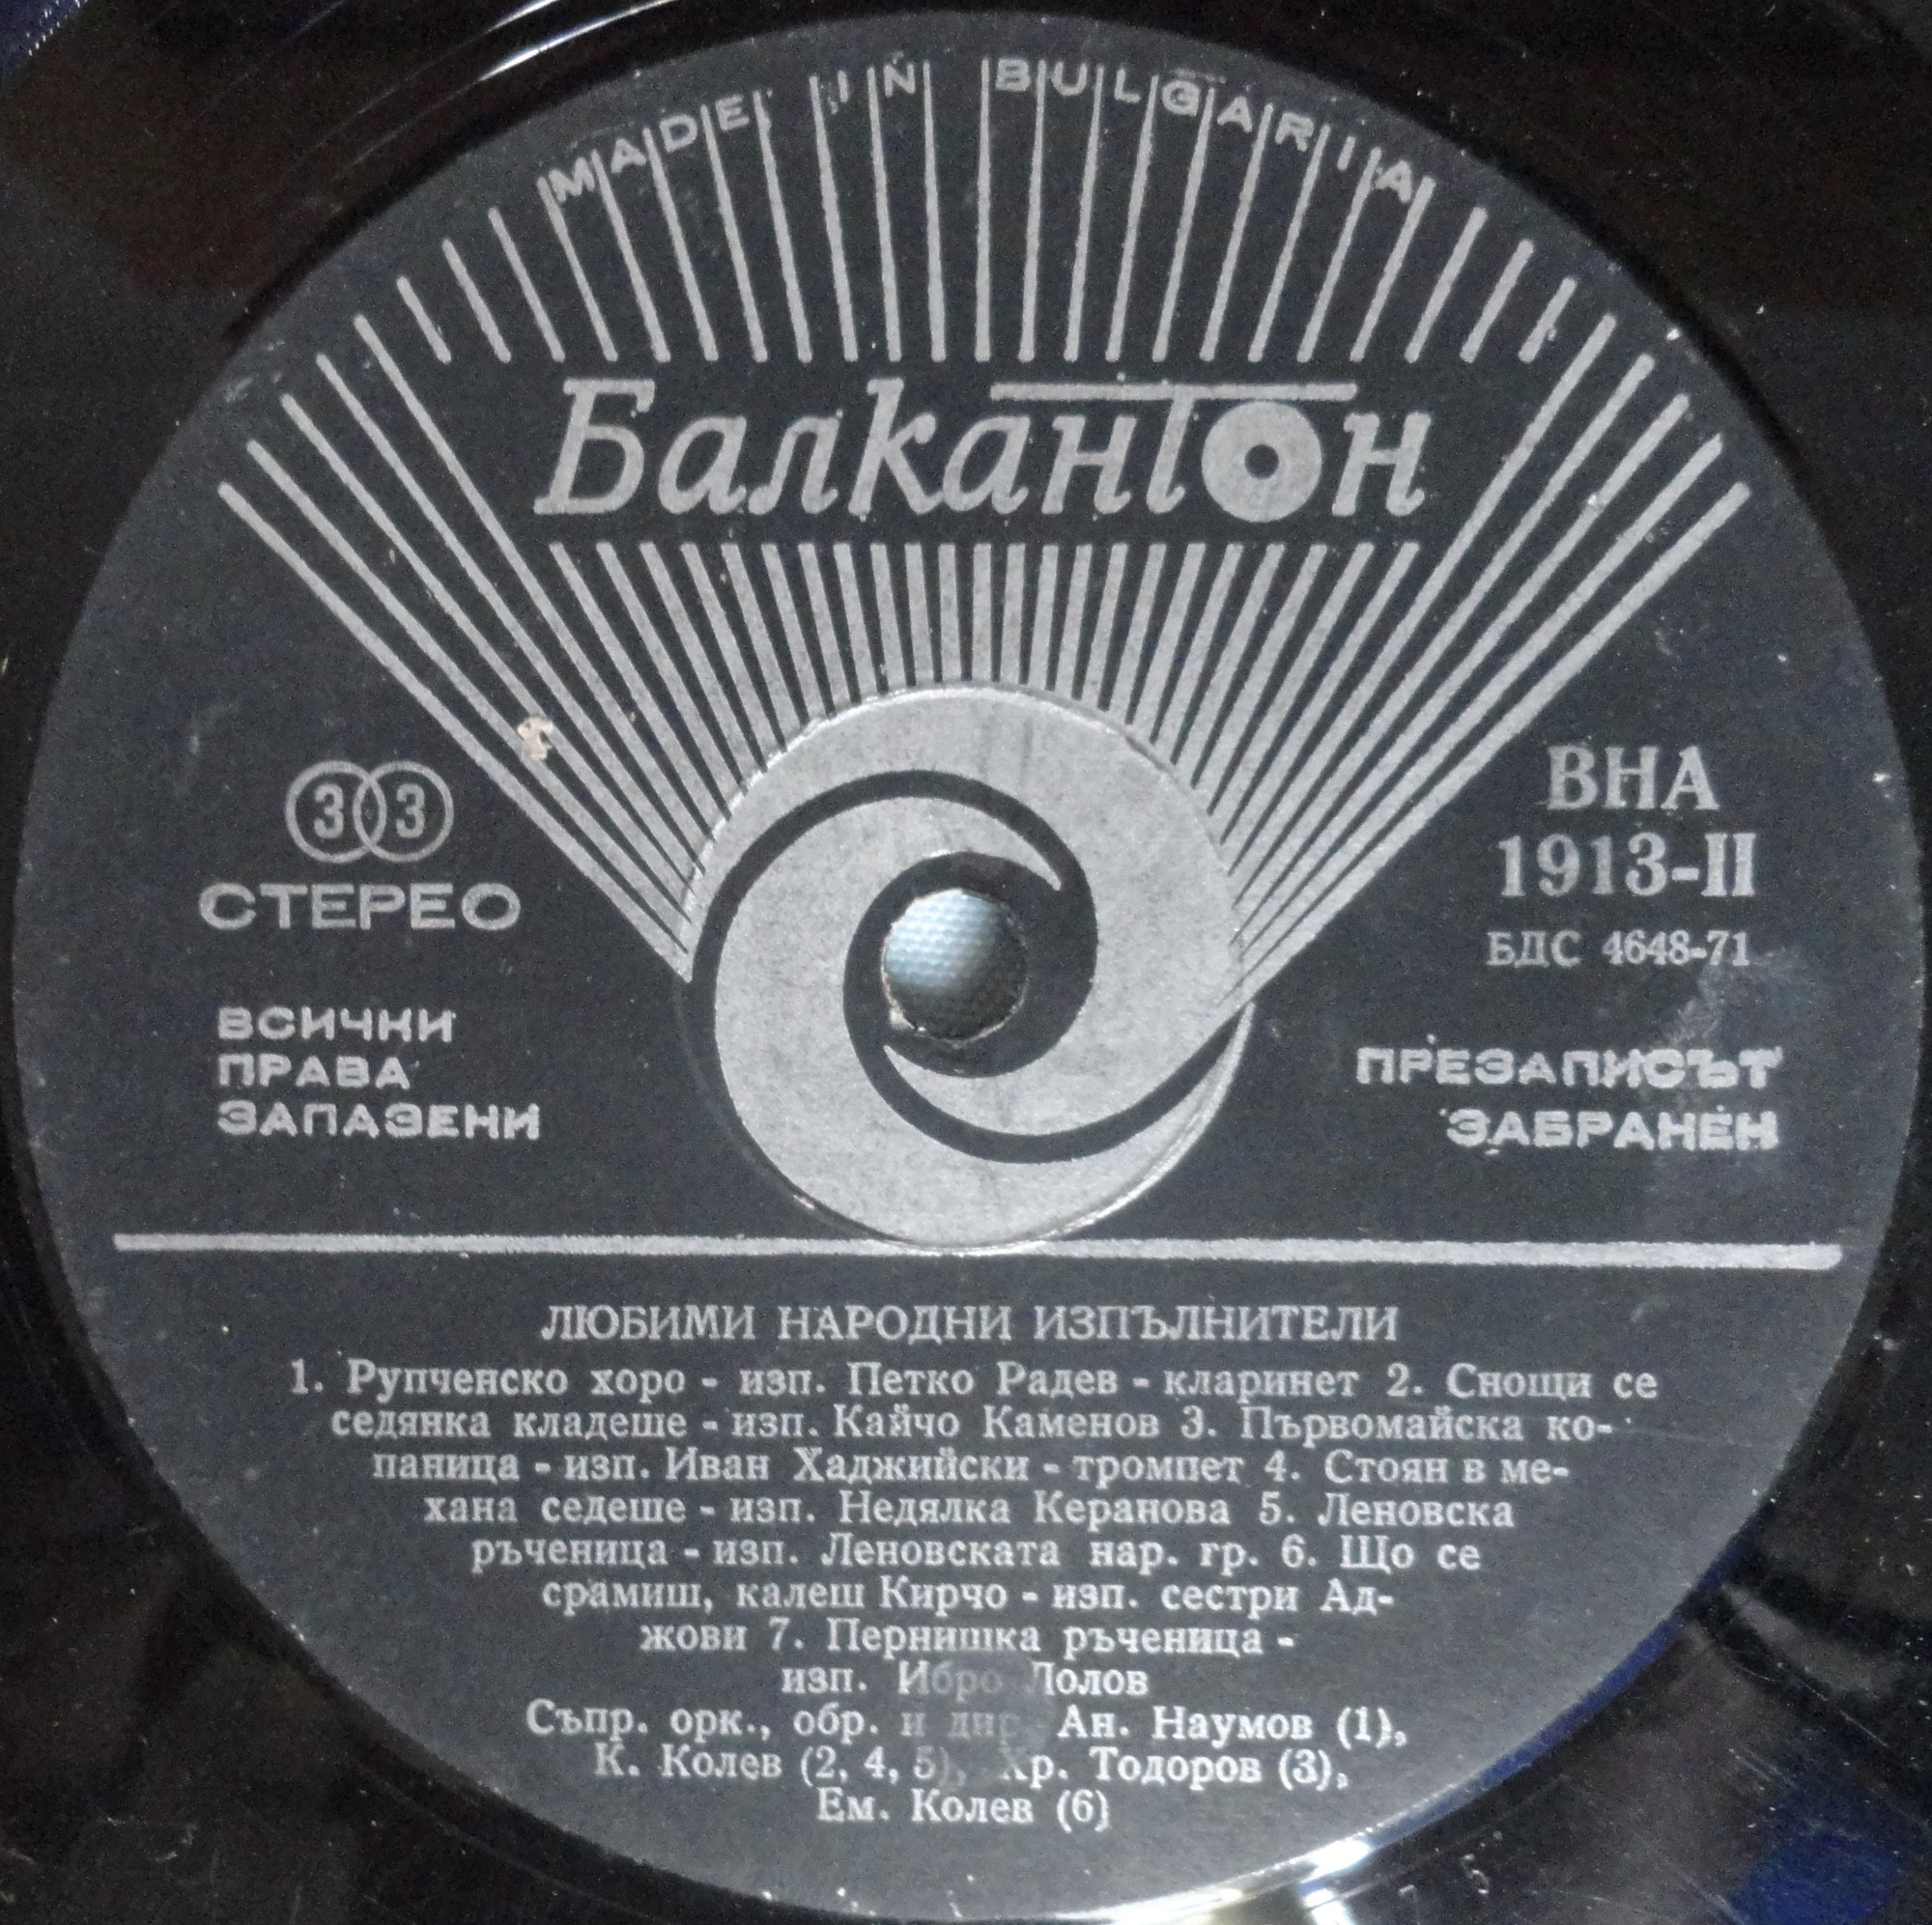 MADE IN BULGARIA
Балкантон
33
СТЕРЕО
ВСИЧКИ
ПРАВА
ЗАПАЗЕНИ
ВНА
1913-II
БДС 4648-71
ПРЕЗАПИСЪТ
ЗАБРАНЕН
ЛЮБИМИ НАРОДНИ ИЗПЪЛНИТЕЛИ
1. Рупченско хоро - изп. Петко Радев - кларинет 2. Снощи се
седянка кладеше - изп. Кайчо Каменов 3. Първомайска ко-
паница - изп. Иван Хаджийски - тромпет 4. Стоян в ме-
хана седеше - изп. Недялка Керанова 5. Леновска
ръченица - изп. Леновската нар. гр. 6. Що се
срамиш, калеш Кирчо - изп. сестри Ад-
жови 7. Пернишка ръченица -
изп. Ибро Лолов
Съпр. орк., обр. и дир. Ан. Наумов (1),
К. Колев (2, 4, 5), Хр. Тодоров (3),
Ем. Колев (6)
7 5